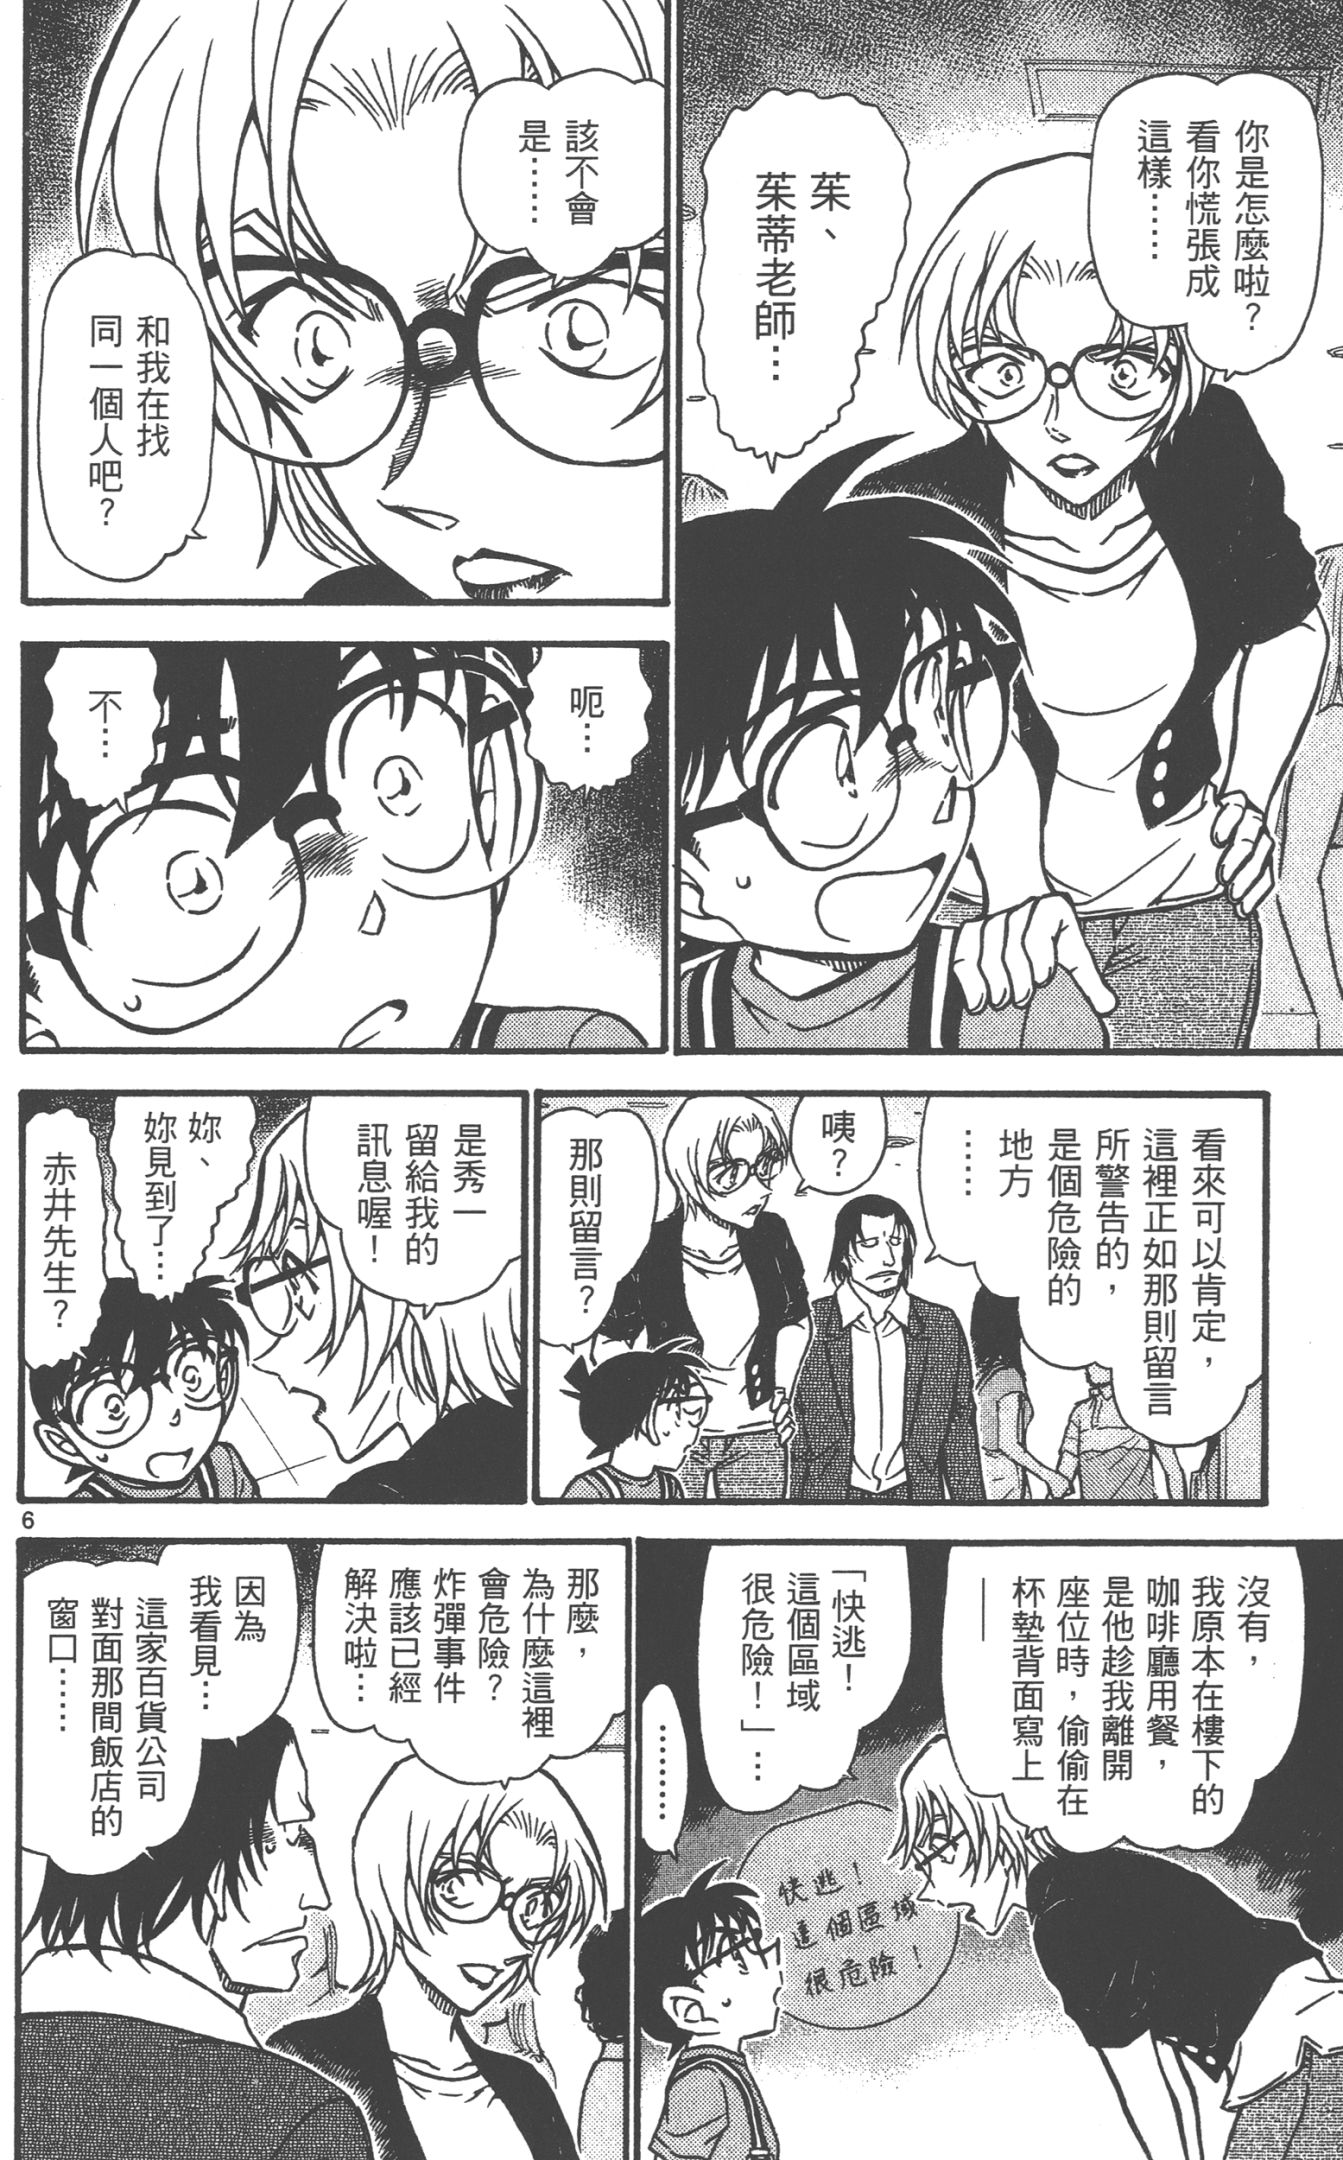 你是怎麼啦?
看你慌張成
這樣……
茱、
茱蒂老師…
該不會
是……
和我在找
同一個人吧?
呃…
不…
看來可以肯定，
這裡正如那則留言
所警告的，
是個危險的
地方
……
咦?
那則留言?
是秀一
留給我的
訊息喔!
妳、
妳見到了…
赤井先生?
6
沒有，
我原本在樓下的
咖啡廳用餐，
是他趁我離開
座位時，偷偷在
杯墊背面寫上
——
「快逃!
這個區域
很危險!」…
快逃!
這個區域
很危險!
………
那麼，
為什麼這裡
會危險?
炸彈事件
應該已經
解決啦…
因為
我看見…
這家百貨公司
對面那間飯店的
窗口……